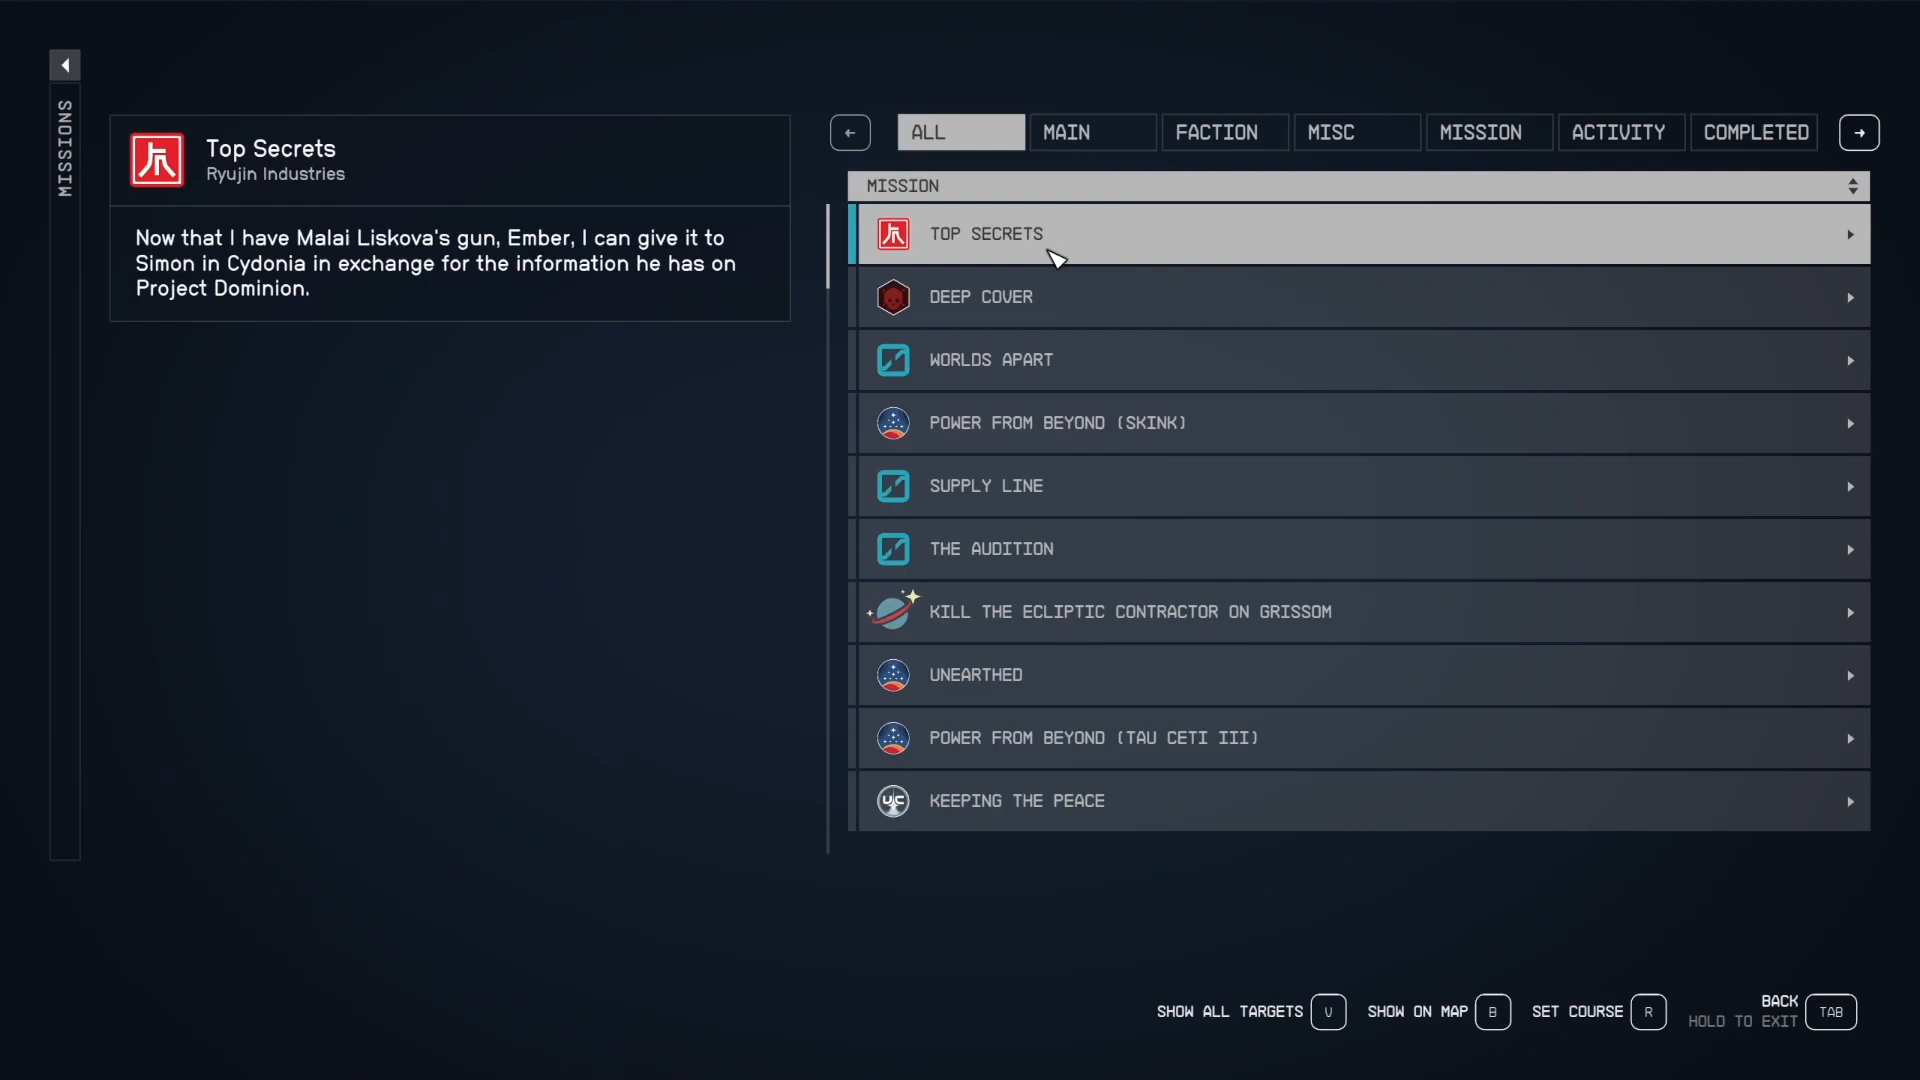 MISSIONS
Top Secrets
Ryujin Industries
Now that I have Malai Liskova's gun, Ember, I can give it to
Simon in Cydonia in exchange for the information he has on
Project Dominion.
ALL MAIN FACTION MISC MISSION ACTIVITY COMPLETED
MISSION
TOP SECRETS
DEEP COVER
WORLDS APART
POWER FROM BEYOND (SKINK)
SUPPLY LINE
THE AUDITION
KILL THE ECLIPTIC CONTRACTOR ON GRISSOM
UNEARTHED
POWER FROM BEYOND (TAU CETI III)
UC KEEPING THE PEACE
SHOW ALL TARGETS V SHOW ON MAP B SET COURSE R BACK TAB
HOLD TO EXIT